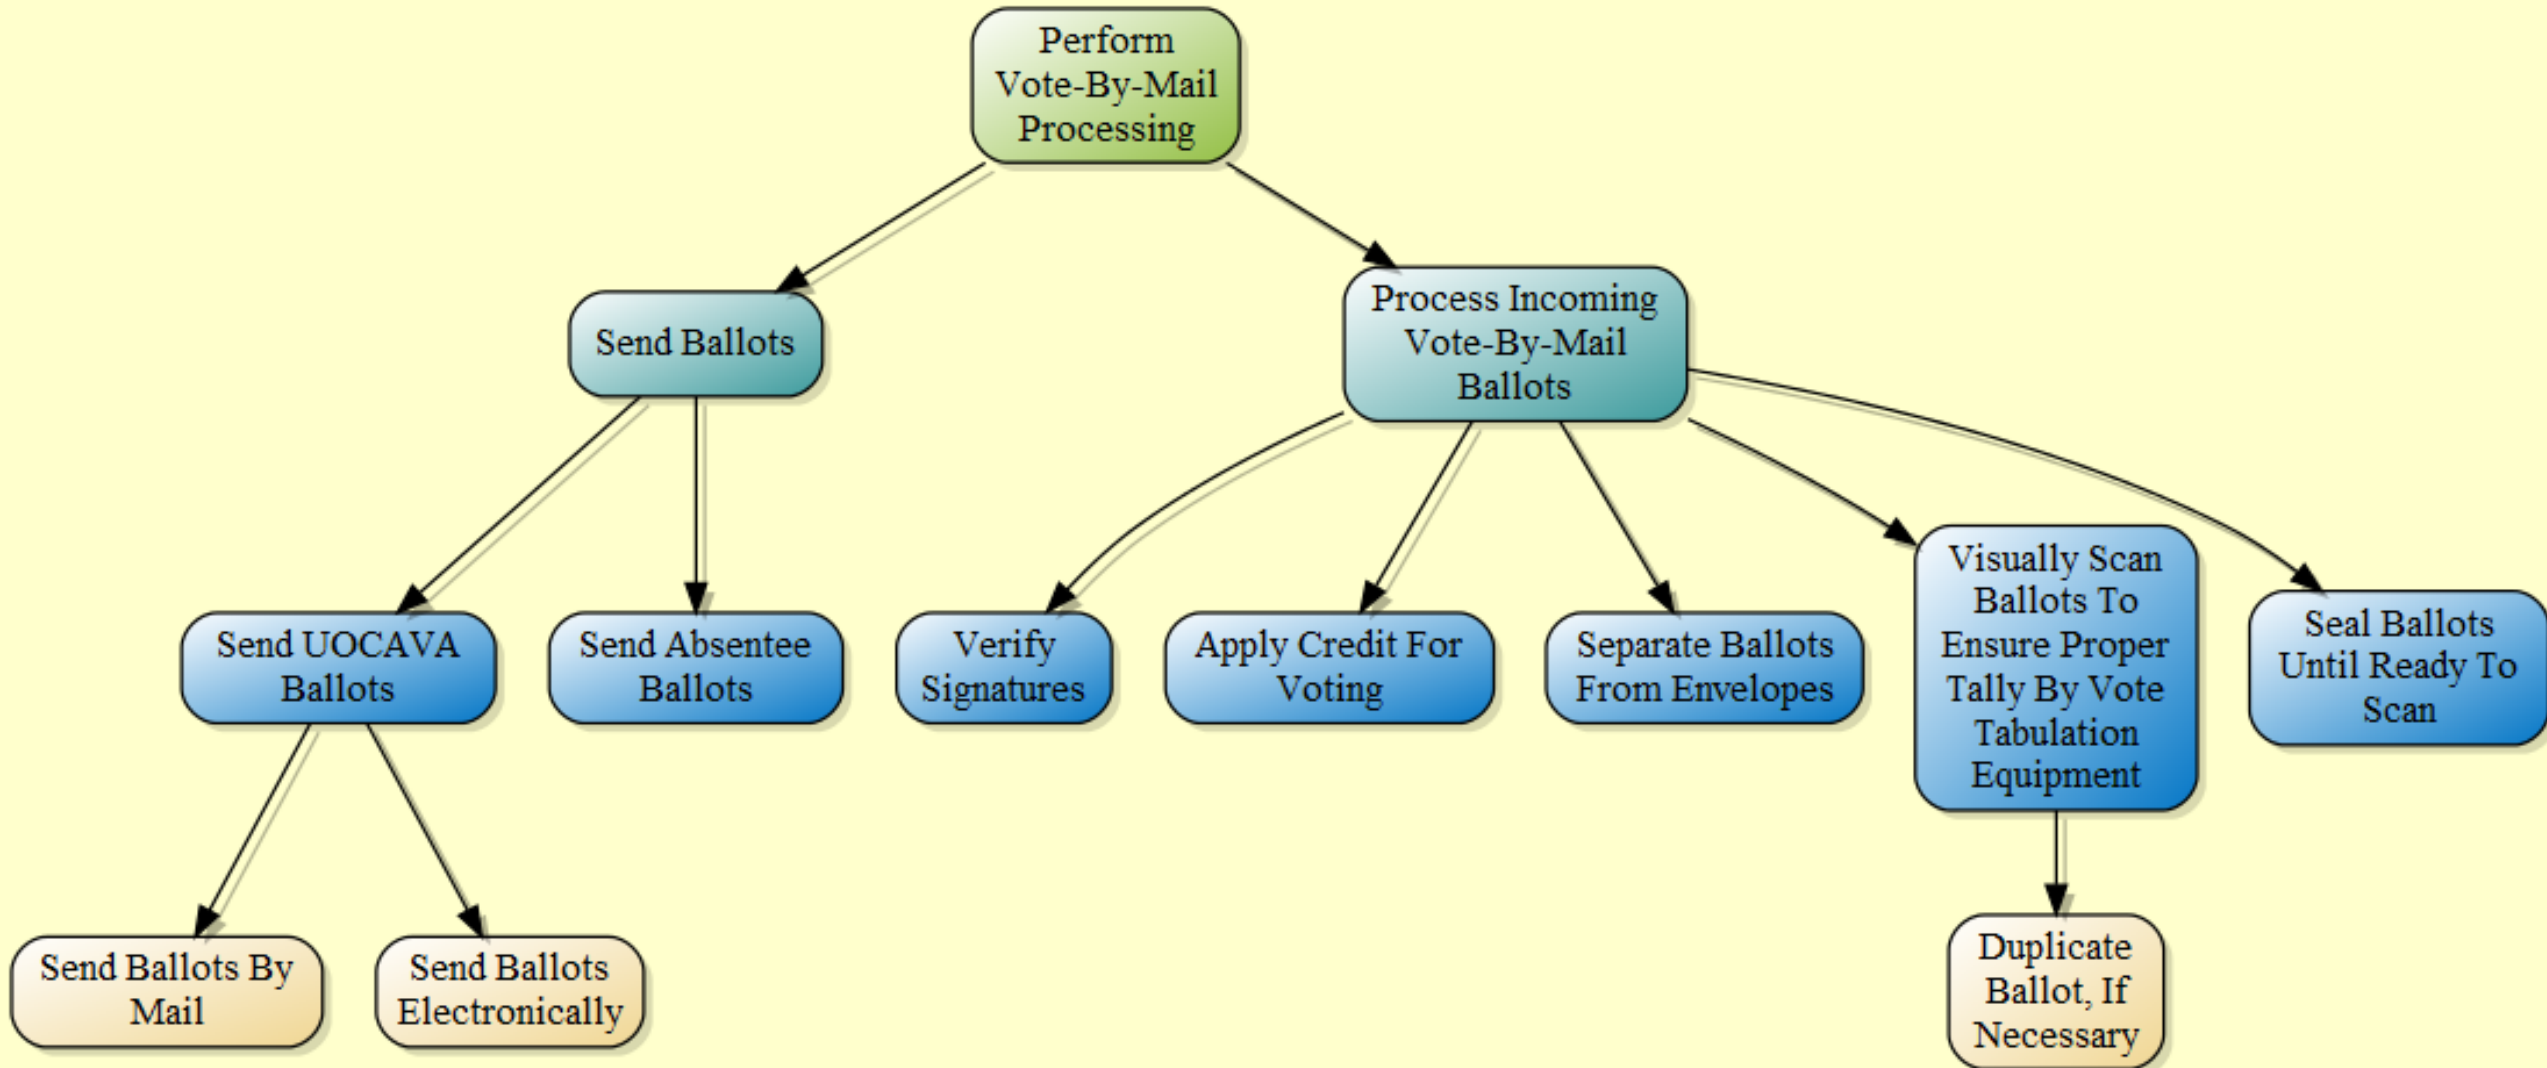 Perform
Vote-By-Mail
Processing
Send Ballots
Process Incoming
Vote-By-Mail
Ballots
Send UOCAVA
Ballots
Send Absentee
Ballots
Verify
Signatures
Apply Credit For
Voting
Separate Ballots
From Envelopes
Visually Scan
Ballots To
Ensure Proper
Tally By Vote
Tabulation
Equipment
Seal Ballots
Until Ready To
Scan
Send Ballots By
Mail
Send Ballots
Electronically
Duplicate
Ballot, If
Necessary